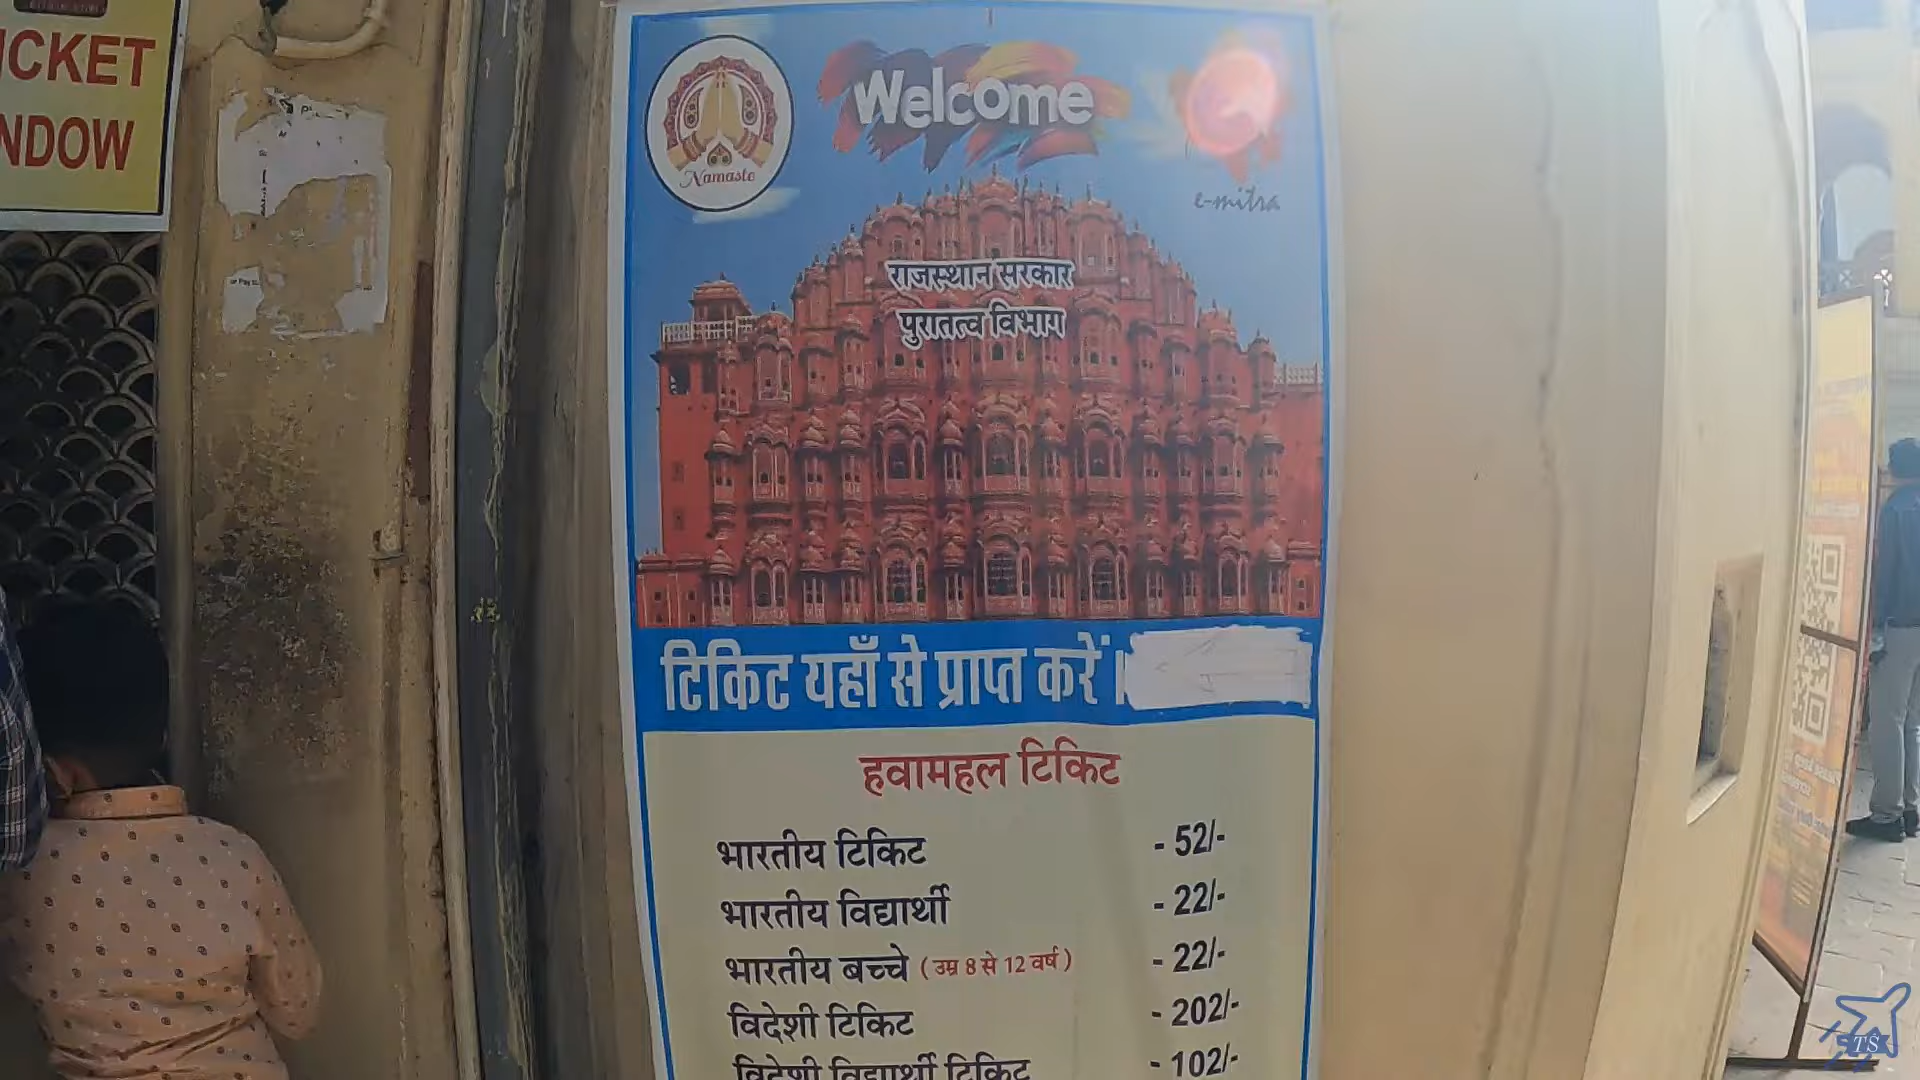 ICKET
NDOW
Welcome
Namaste
e-mitra
राजस्थान सरकार
पुरातत्व विभाग
टिकिट यहाँ से प्राप्त करें।
हवामहल टिकिट
भारतीय टिकिट - 52/-
भारतीय विद्यार्थी - 22/-
भारतीय बच्चे ( उम्र 8 से 12 वर्ष ) - 22/-
विदेशी टिकिट - 202/-
विदेशी विद्यार्थी टिकिट - 102/-
TS